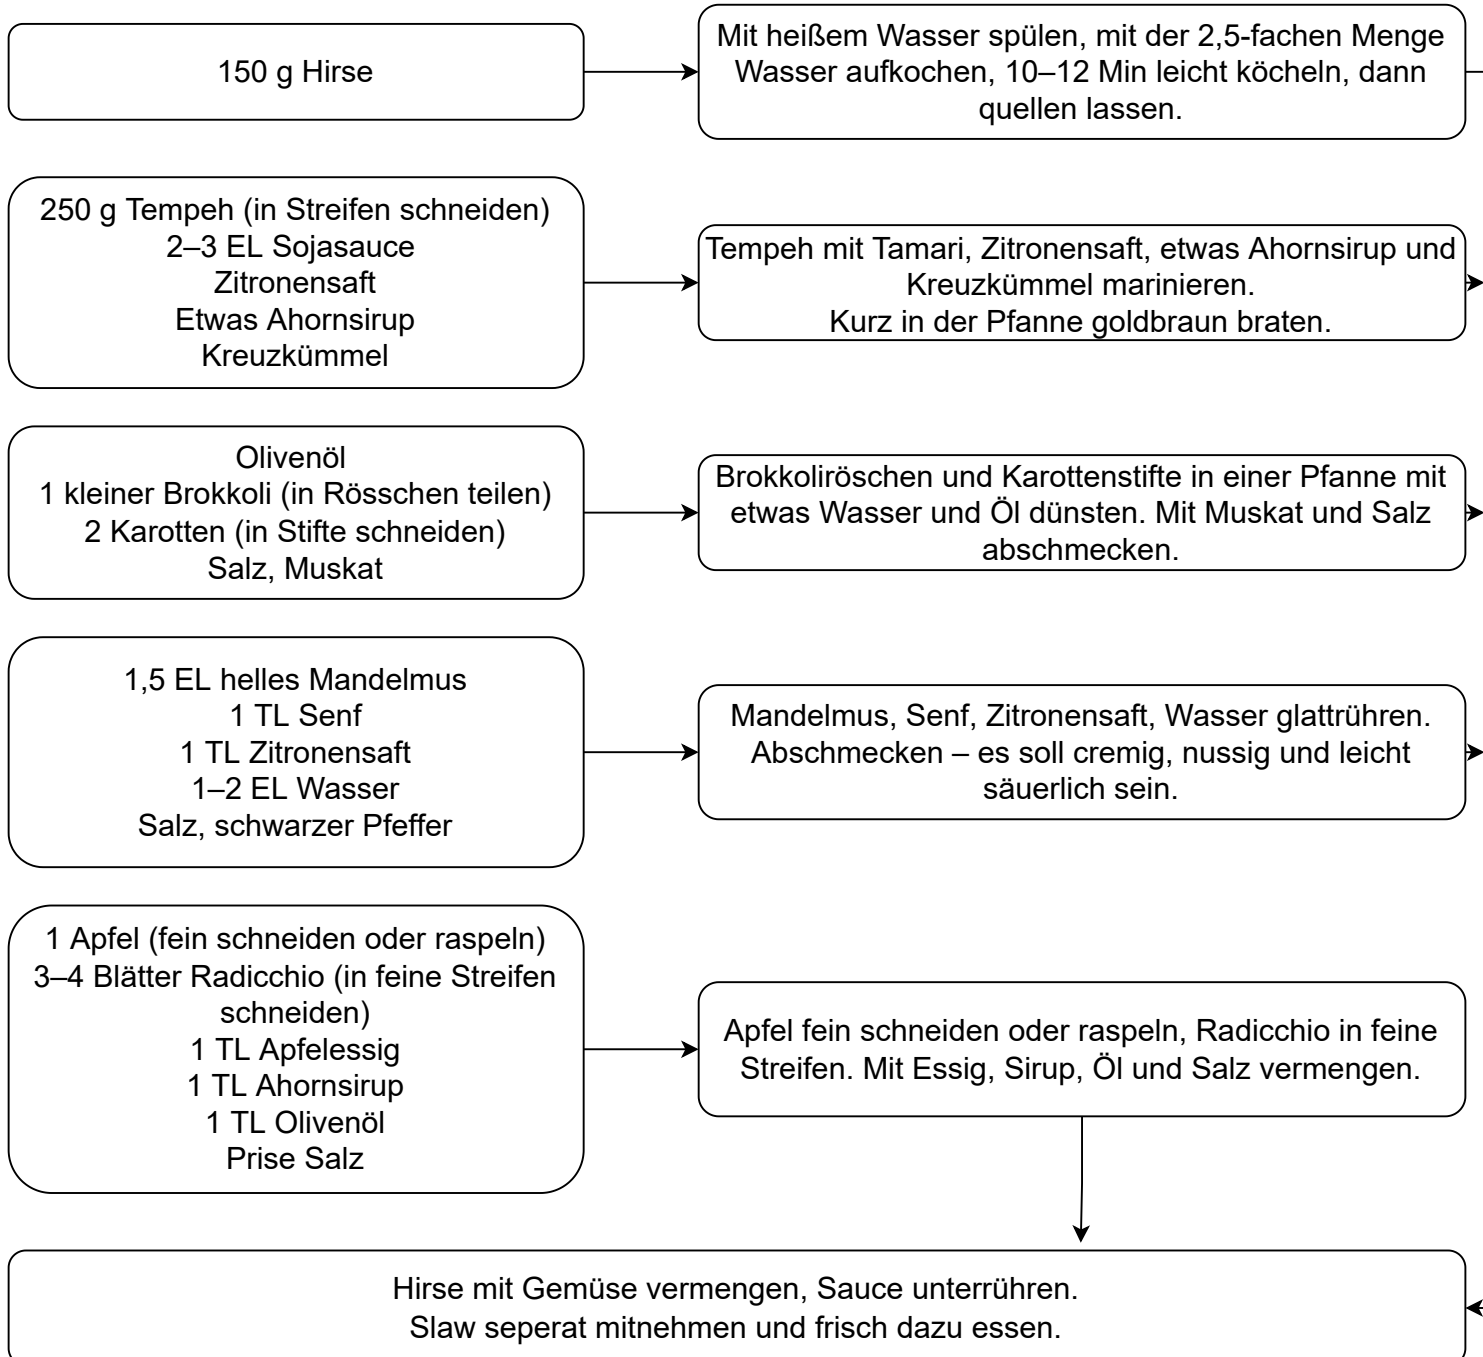 150 g Hirse
Mit heißem Wasser spülen, mit der 2,5-fachen Menge
Wasser aufkochen, 10–12 Min leicht köcheln, dann
quellen lassen.
250 g Tempeh (in Streifen schneiden)
2–3 EL Sojasauce
Zitronensaft
Etwas Ahornsirup
Kreuzkümmel
Tempeh mit Tamari, Zitronensaft, etwas Ahornsirup und
Kreuzkümmel marinieren.
Kurz in der Pfanne goldbraun braten.
Olivenöl
1 kleiner Brokkoli (in Rösschen teilen)
2 Karotten (in Stifte schneiden)
Salz, Muskat
Brokkoliröschen und Karottenstifte in einer Pfanne mit
etwas Wasser und Öl dünsten. Mit Muskat und Salz
abschmecken.
1,5 EL helles Mandelmus
1 TL Senf
1 TL Zitronensaft
1–2 EL Wasser
Salz, schwarzer Pfeffer
Mandelmus, Senf, Zitronensaft, Wasser glattrühren.
Abschmecken – es soll cremig, nussig und leicht
säuerlich sein.
1 Apfel (fein schneiden oder raspeln)
3–4 Blätter Radicchio (in feine Streifen
schneiden)
1 TL Apfelessig
1 TL Ahornsirup
1 TL Olivenöl
Prise Salz
Apfel fein schneiden oder raspeln, Radicchio in feine
Streifen. Mit Essig, Sirup, Öl und Salz vermengen.
Hirse mit Gemüse vermengen, Sauce unterrühren.
Slaw seperat mitnehmen und frisch dazu essen.